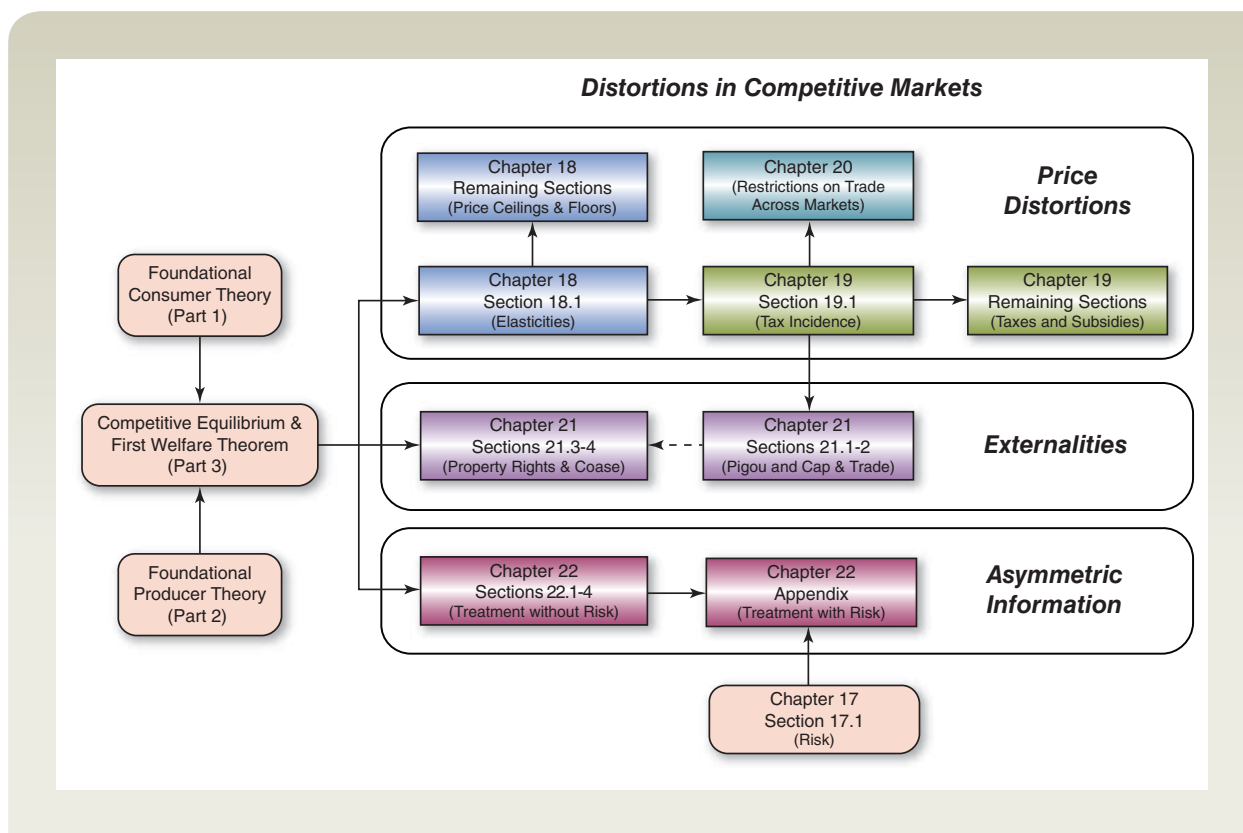 Distortions in Competitive Markets
Chapter 18
Remaining Sections
(Price Ceilings & Floors)
Chapter 20
(Restrictions on Trade
Across Markets)
Price
Distortions
Foundational
Consumer Theory
(Part 1)
Chapter 18
Section 18.1
(Elasticities)
Chapter 19
Section 19.1
(Tax Incidence)
Chapter 19
Remaining Sections
(Taxes and Subsidies)
Competitive Equilibrium &
First Welfare Theorem
(Part 3)
Chapter 21
Sections 21.3-4
(Property Rights & Coase)
Chapter 21
Sections 21.1-2
(Pigou and Cap & Trade)
Externalities
Foundational
Producer Theory
(Part 2)
Chapter 22
Sections 22.1-4
(Treatment without Risk)
Chapter 22
Appendix
(Treatment with Risk)
Asymmetric
Information
Chapter 17
Section 17.1
(Risk)